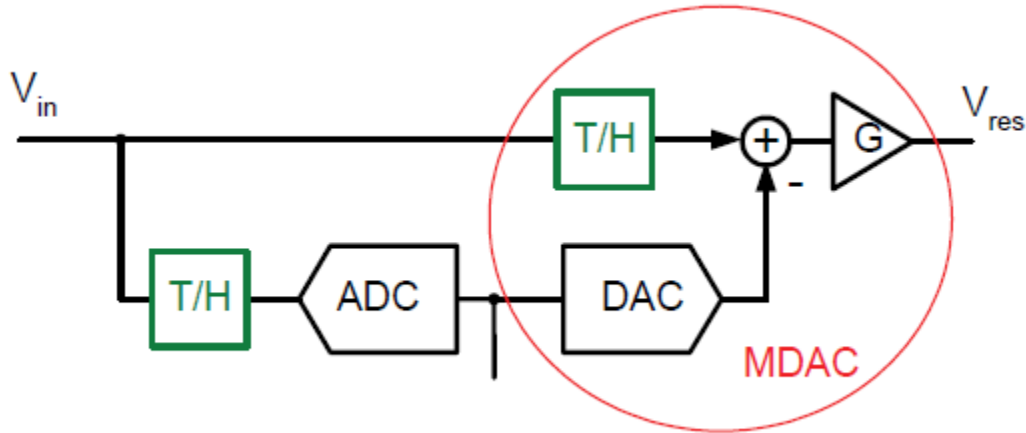 V_in
T/H
+
G
V_res
-
T/H
ADC
DAC
MDAC